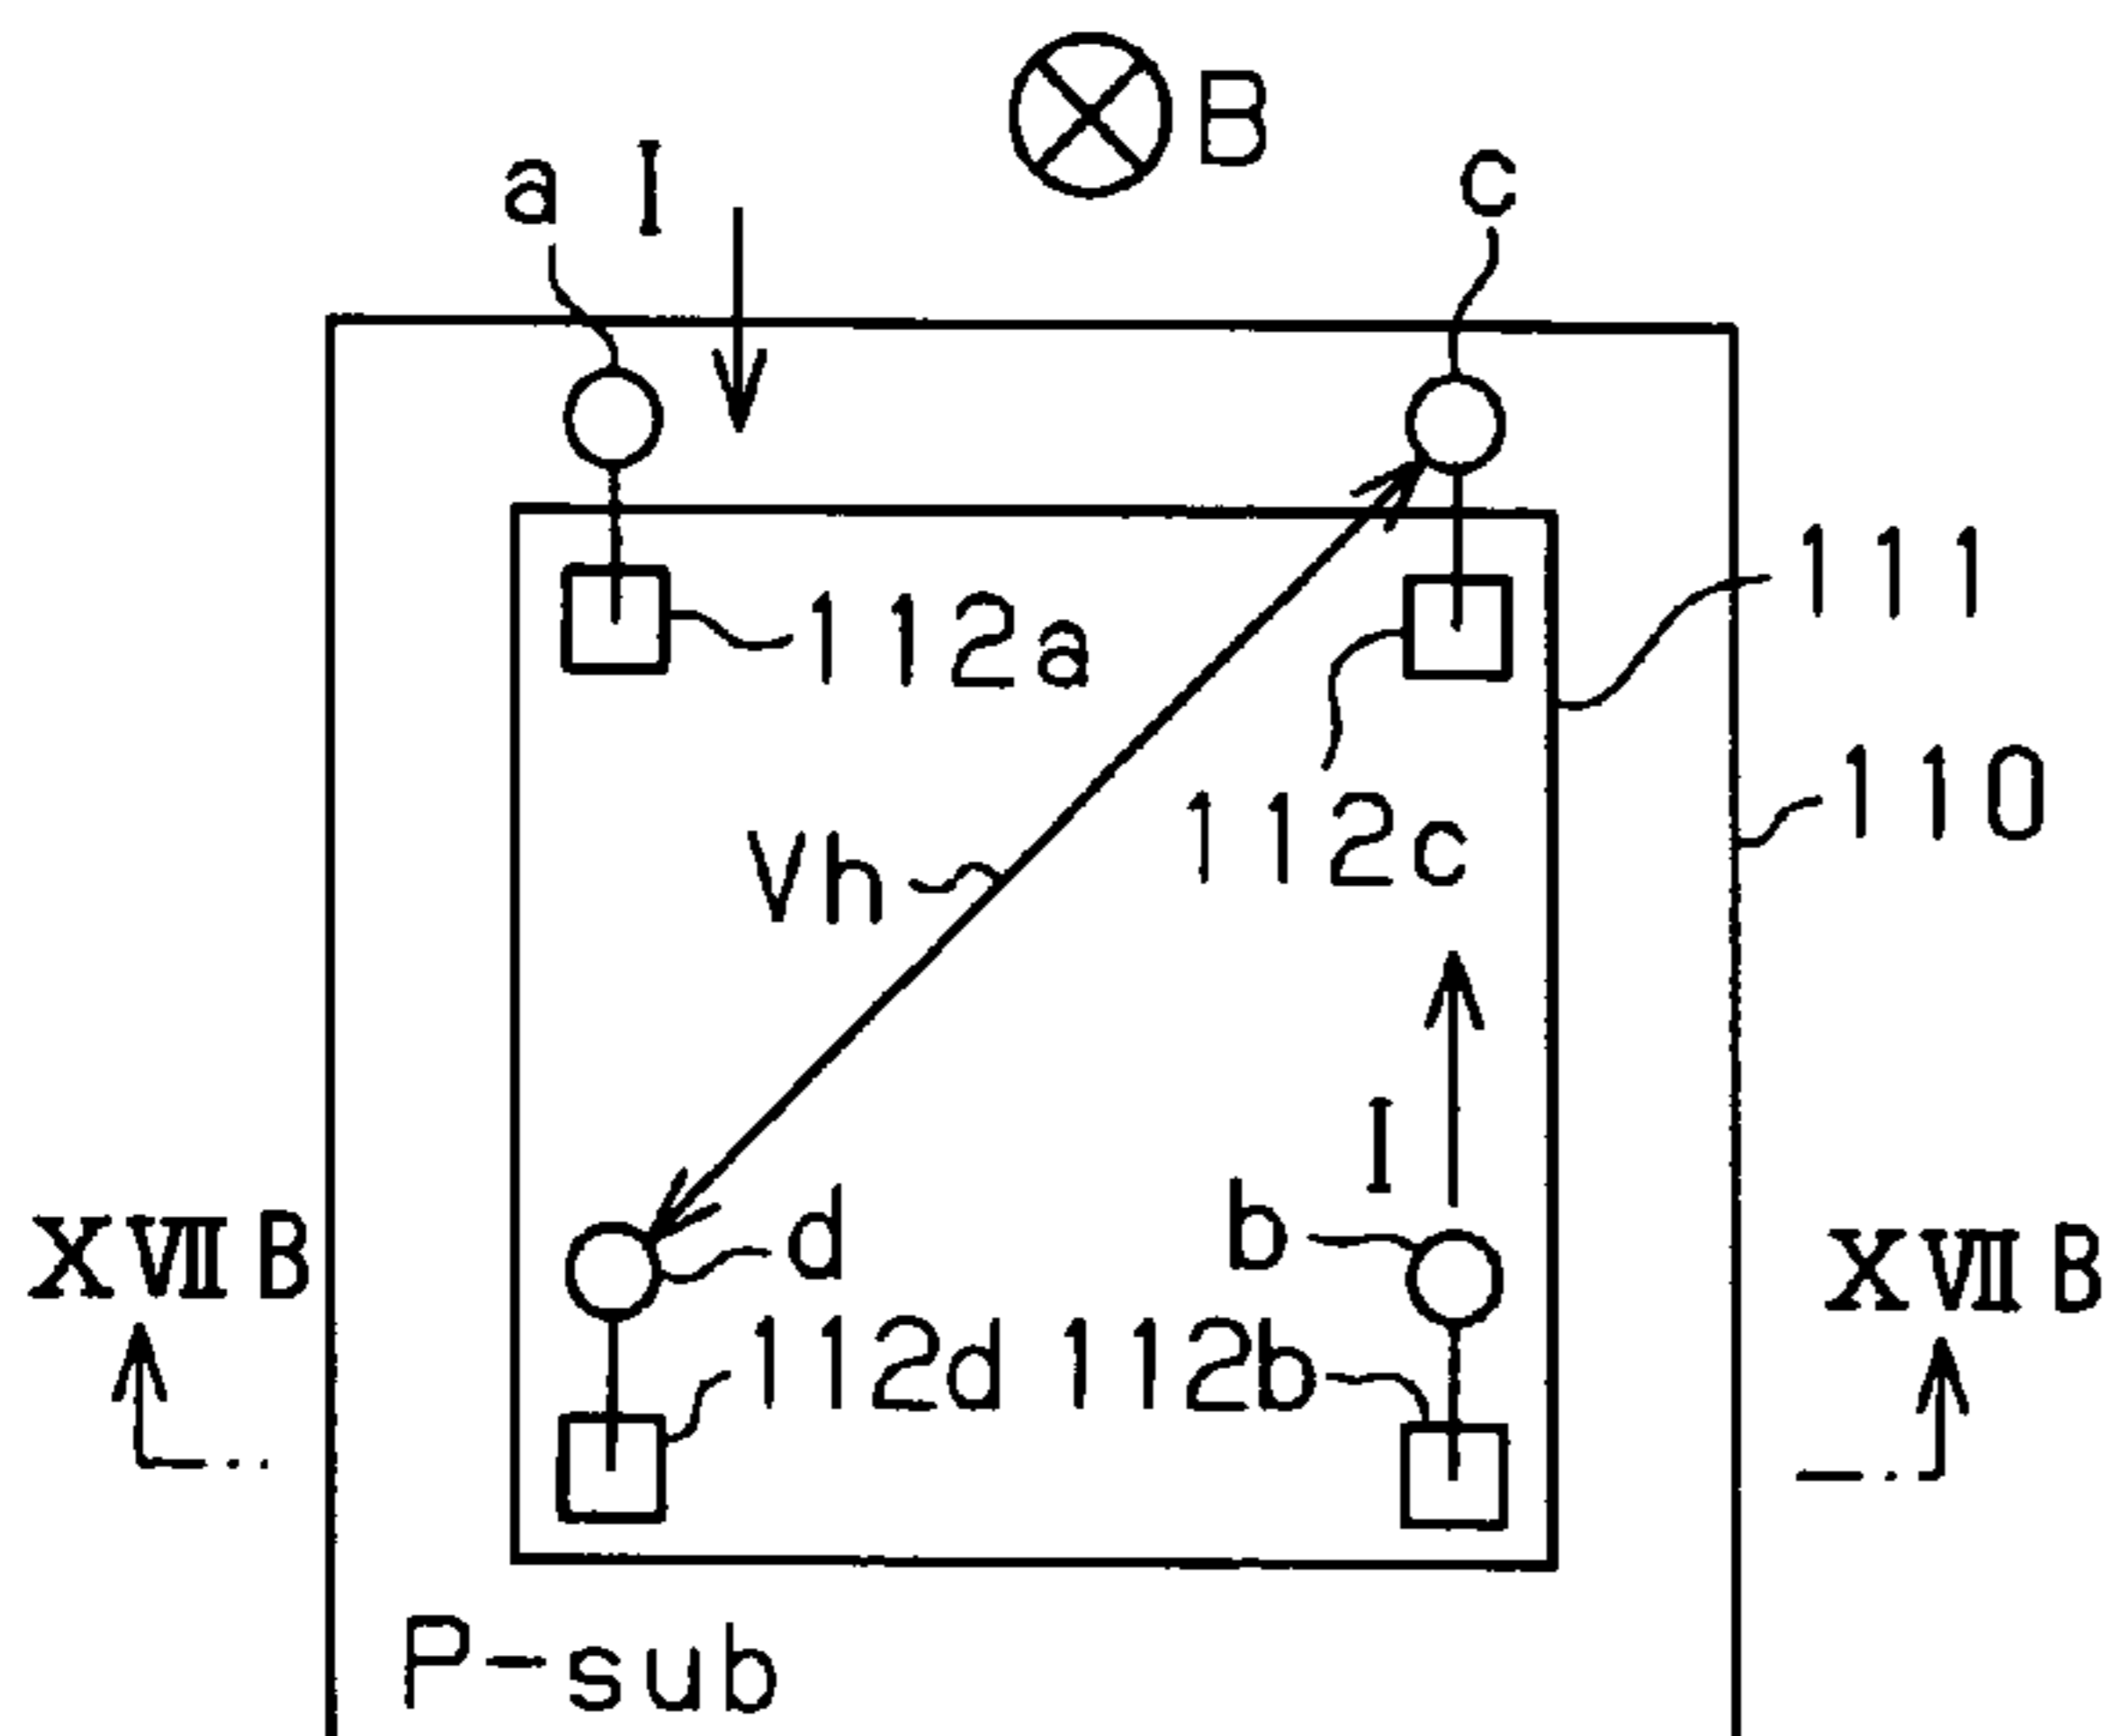 B
a I c
111
112a
110
112c
Vh
I
d b
XVII B XVII B
112d 112b
P-sub